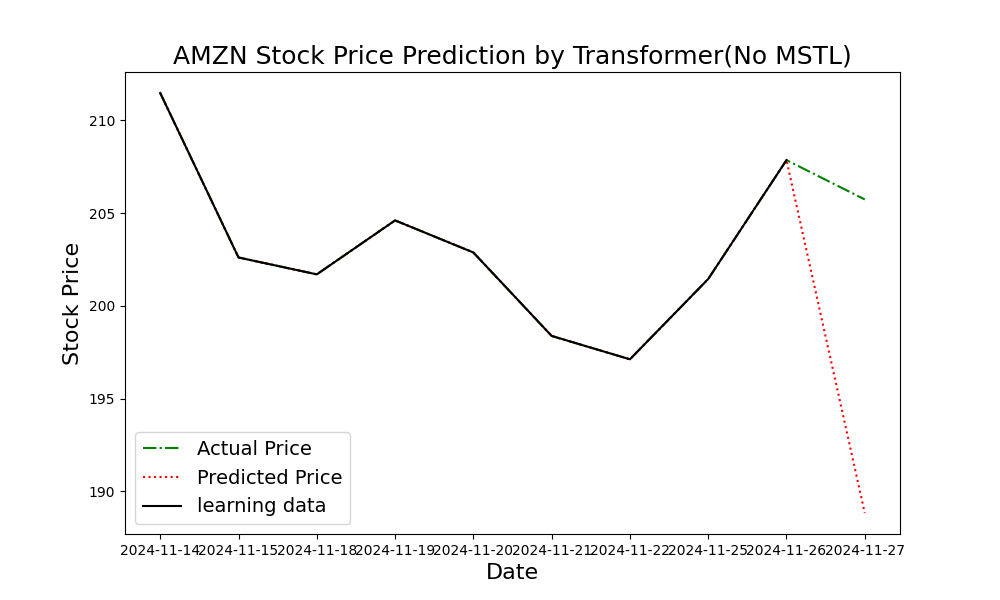 AMZN Stock Price Prediction by Transformer(No MSTL)
210
205
200
195
190
Stock Price
Actual Price
Predicted Price
learning data
2024-11-14 2024-11-15 2024-11-18 2024-11-19 2024-11-20 2024-11-21 2024-11-22 2024-11-25 2024-11-26 2024-11-27
Date